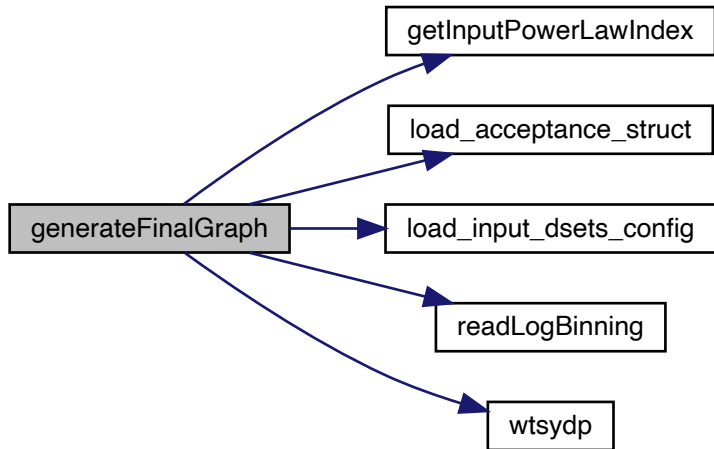 getInputPowerLawIndex
load_acceptance_struct
generateFinalGraph
load_input_dsets_config
readLogBinning
wtsydp